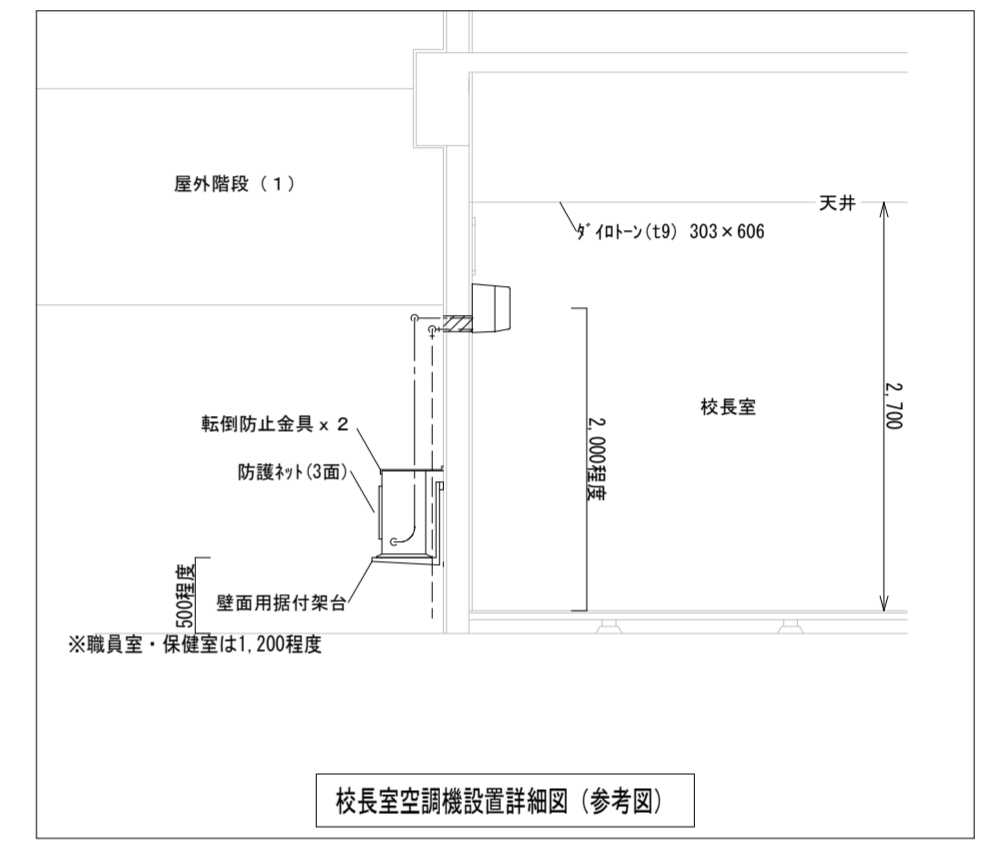 屋外階段（１）
天井
ﾀﾞｲﾛﾄｰﾝ(t9) 303×606
校長室
2,700
2,000程度
転倒防止金具ｘ２
防護ﾈｯﾄ(3面)
500程度
壁面用据付架台
※職員室・保健室は1,200程度
校長室空調機設置詳細図（参考図）